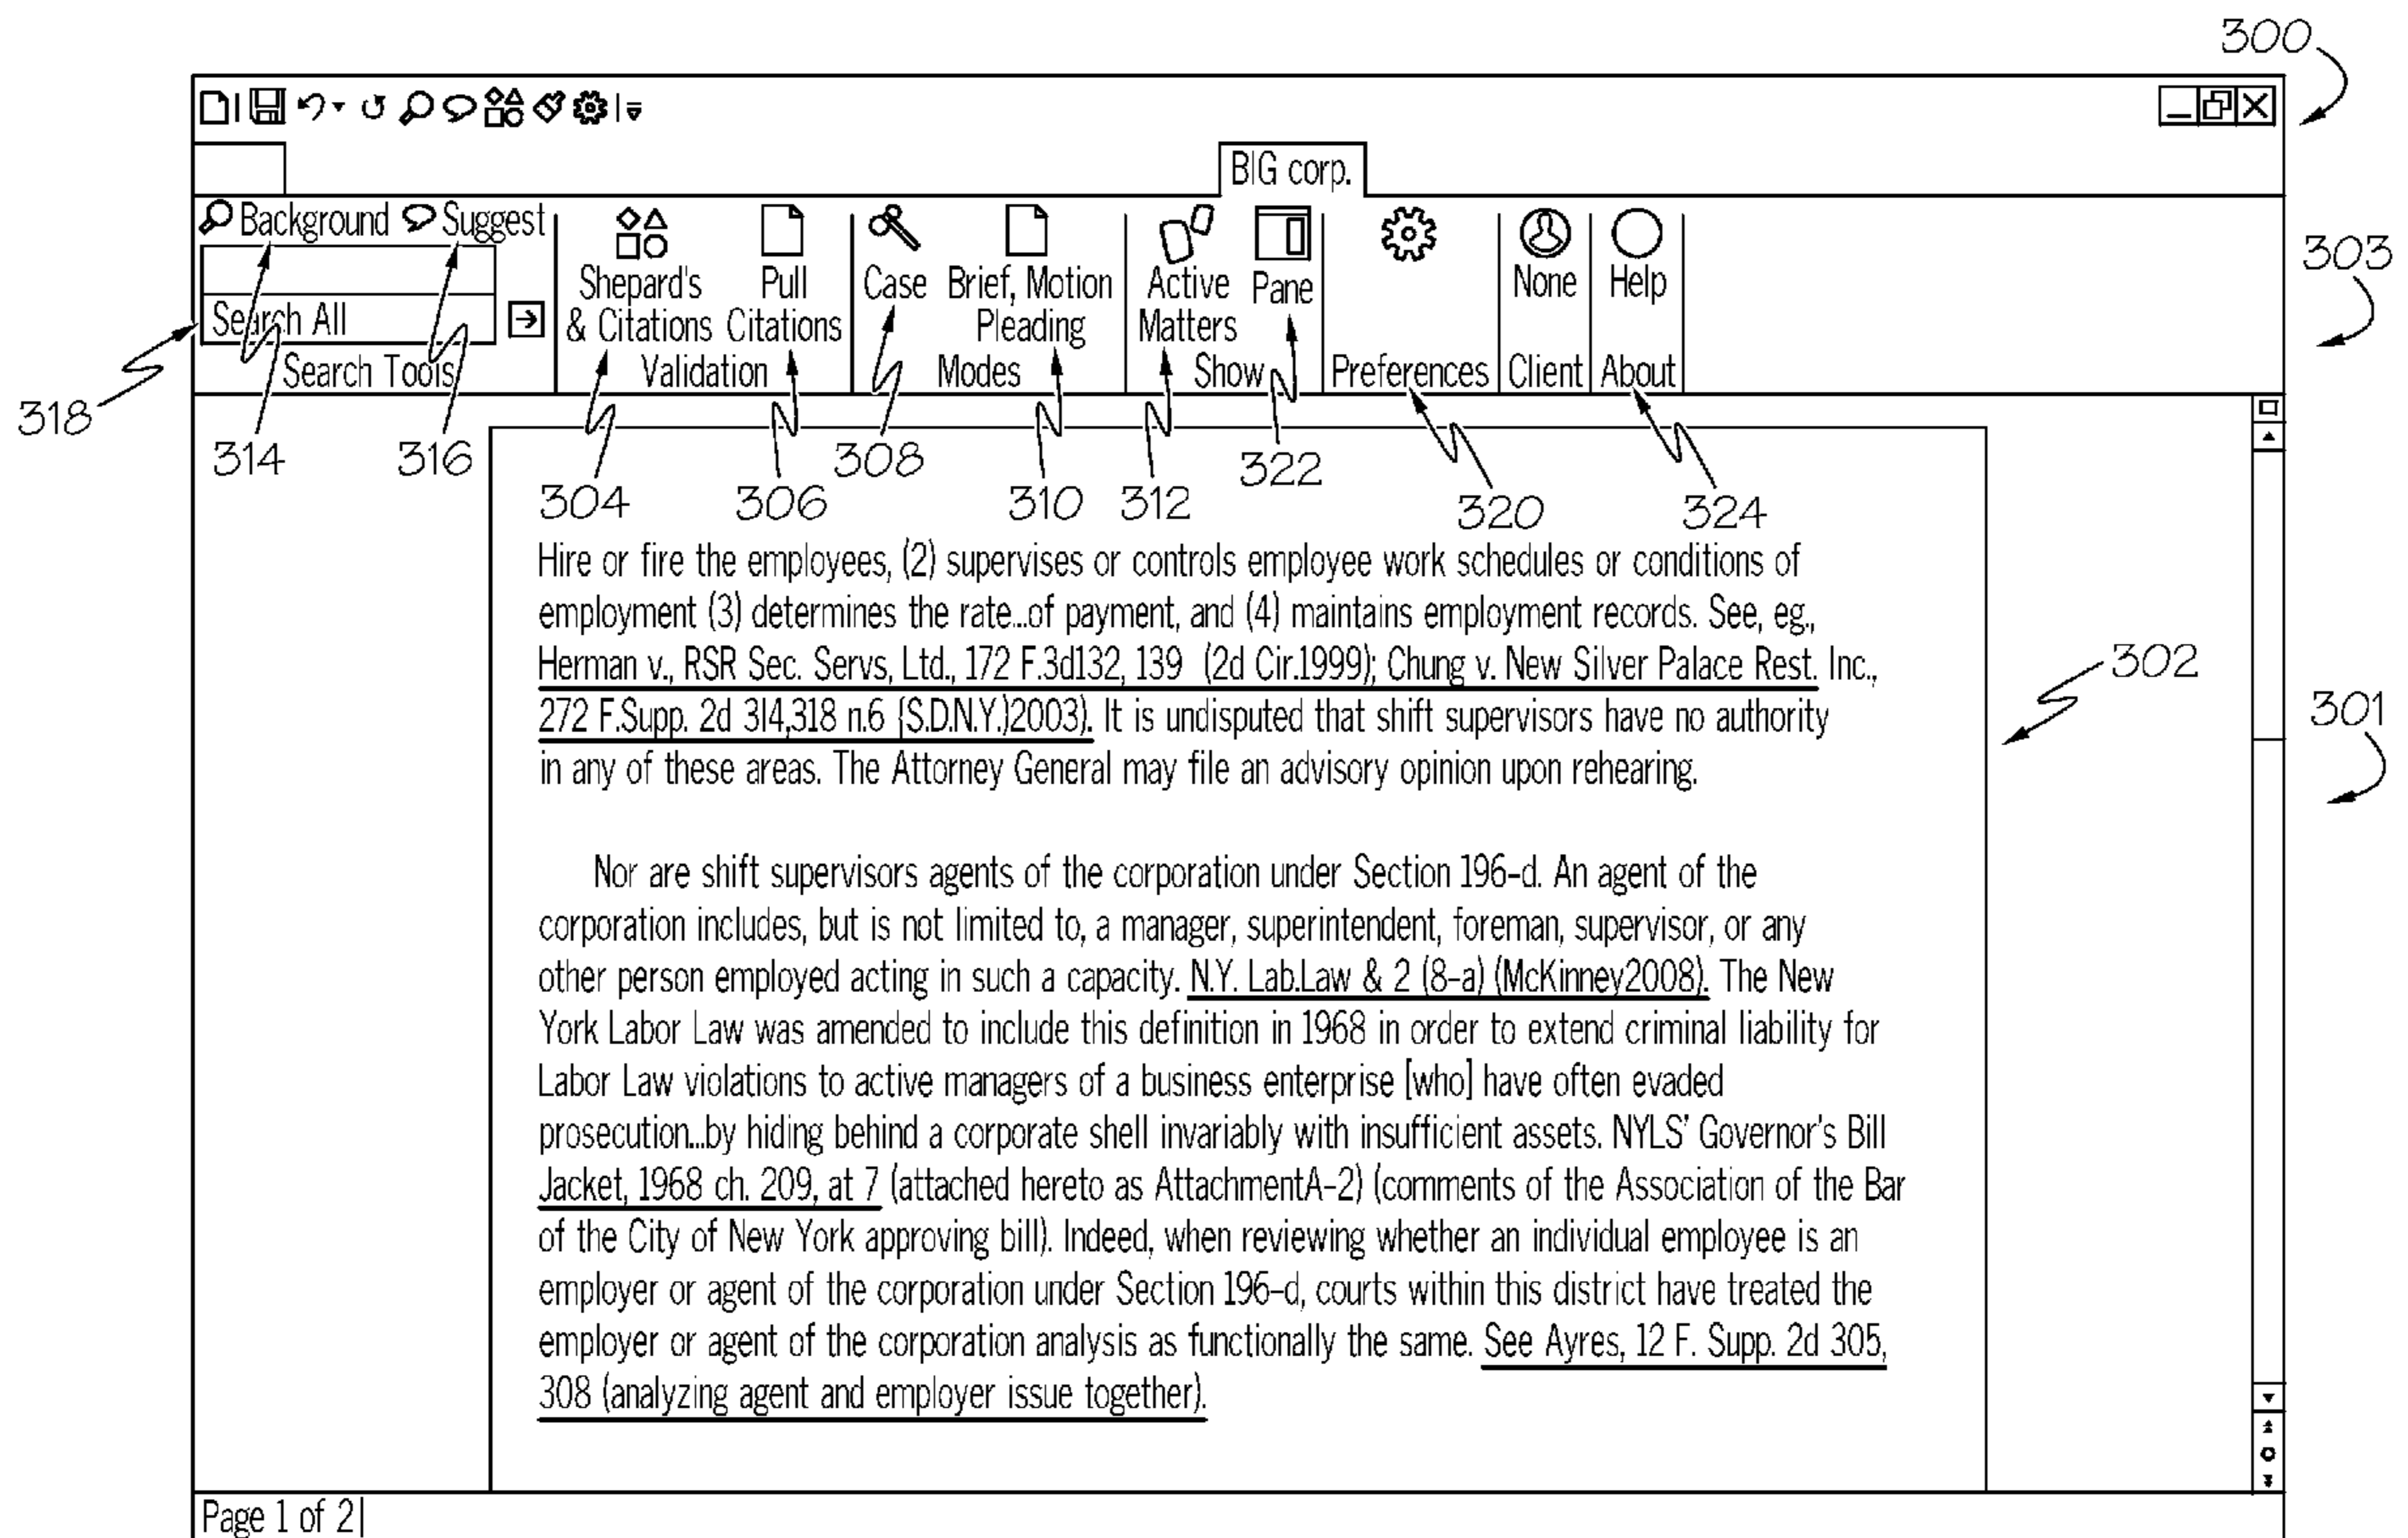 300
BIG corp.
Background Suggest
Search All
Search Tools
Shepard's
& Citations
Pull
Citations
Validation
Case
Brief, Motion
Pleading
Modes
Active
Matters
Pane
Show
Preferences
None
Client
Help
About
303
318
314
316
304
306
308
310
312
322
320
324
Hire or fire the employees, (2) supervises or controls employee work schedules or conditions of
employment (3) determines the rate...of payment, and (4) maintains employment records. See, eg.,
Herman v., RSR Sec. Servs, Ltd., 172 F.3d132, 139 (2d Cir.1999); Chung v. New Silver Palace Rest. Inc.,
272 F.Supp. 2d 3l4,318 n.6 {S.D.N.Y.)2003). It is undisputed that shift supervisors have no authority
in any of these areas. The Attorney General may file an advisory opinion upon rehearing.
302
301
Nor are shift supervisors agents of the corporation under Section 196-d. An agent of the
corporation includes, but is not limited to, a manager, superintendent, foreman, supervisor, or any
other person employed acting in such a capacity. N.Y. Lab.Law & 2 (8-a) (McKinney2008). The New
York Labor Law was amended to include this definition in 1968 in order to extend criminal liability for
Labor Law violations to active managers of a business enterprise [who] have often evaded
prosecution...by hiding behind a corporate shell invariably with insufficient assets. NYLS' Governor's Bill
Jacket, 1968 ch. 209, at 7 (attached hereto as AttachmentA-2) (comments of the Association of the Bar
of the City of New York approving bill). Indeed, when reviewing whether an individual employee is an
employer or agent of the corporation under Section 196-d, courts within this district have treated the
employer or agent of the corporation analysis as functionally the same. See Ayres, 12 F. Supp. 2d 305,
308 (analyzing agent and employer issue together).
Page 1 of 2